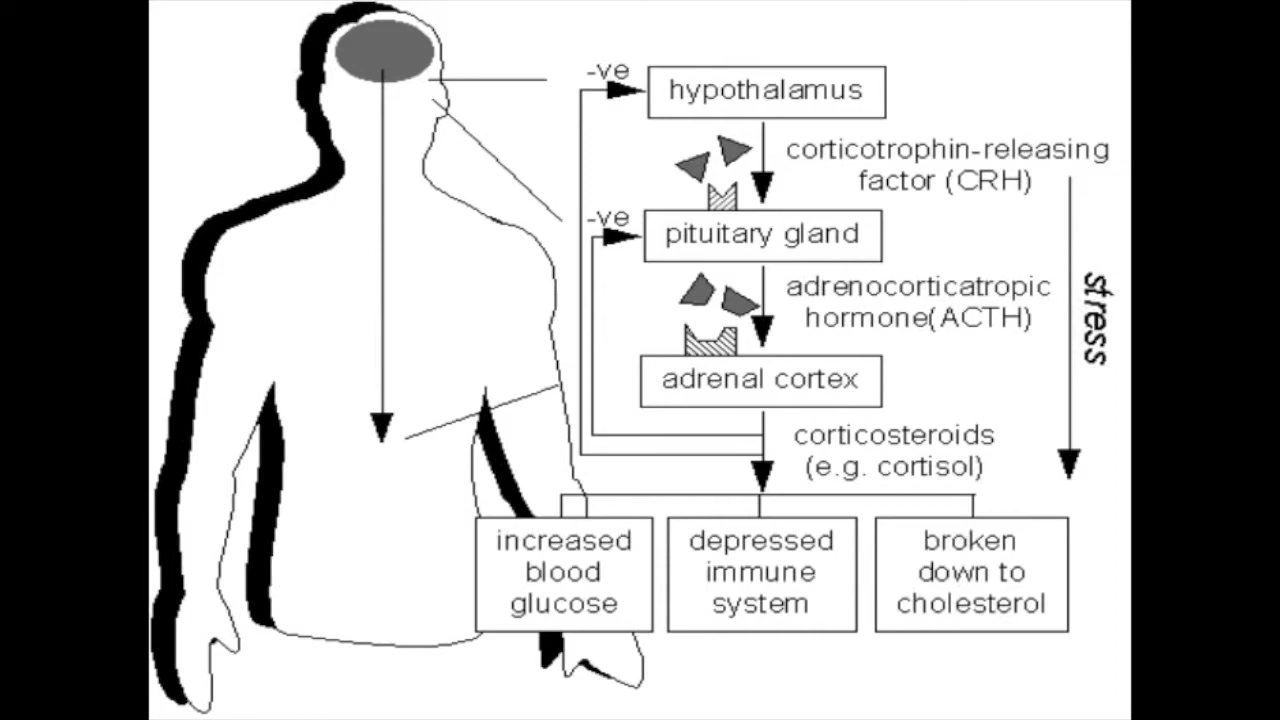 -ve
hypothalamus
corticotrophin-releasing
factor (CRH)
-ve
pituitary gland
adrenocorticatropic
hormone(ACTH)
stress
adrenal cortex
corticosteroids
(e.g. cortisol)
increased
blood
glucose
depressed
immune
system
broken
down to
cholesterol